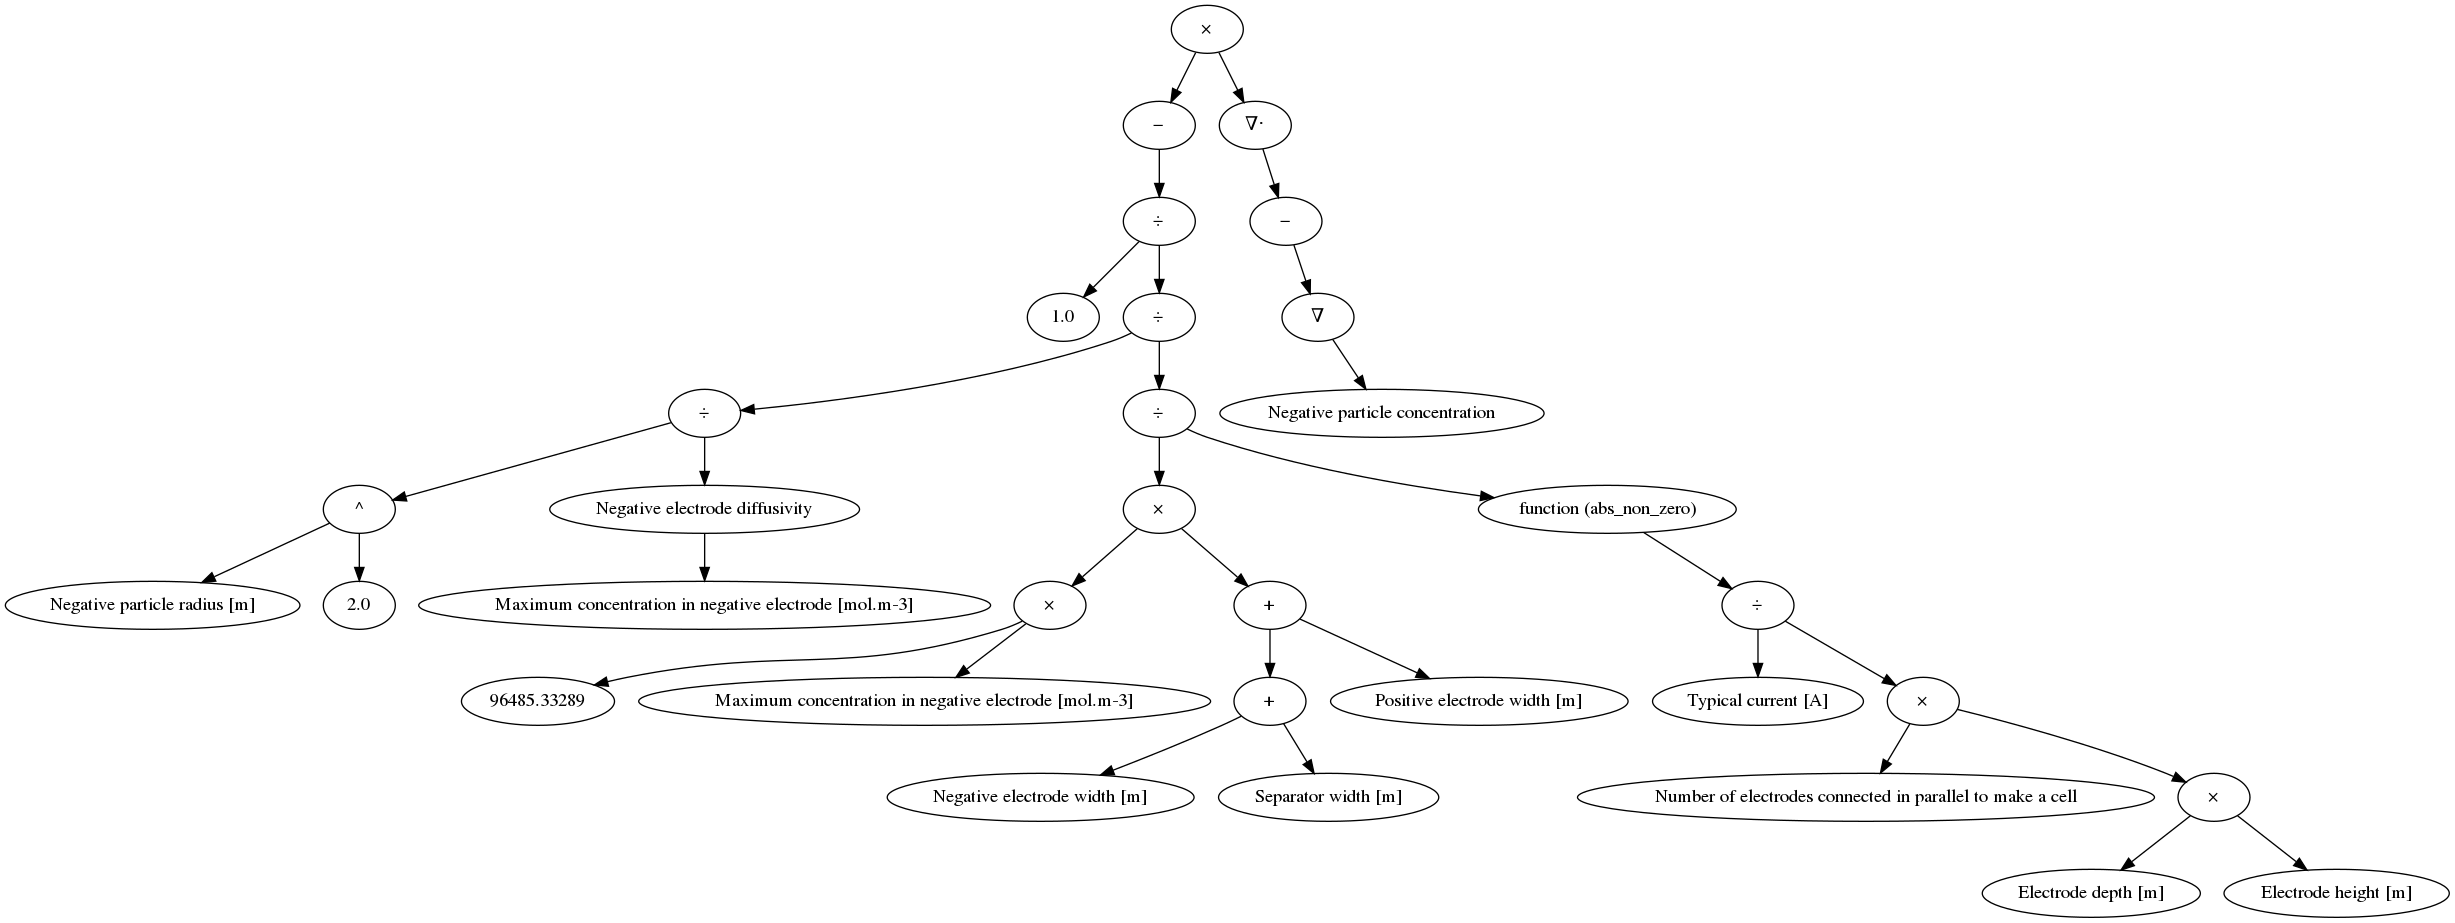 ×
− ∇·
÷ −
1.0 ÷ ∇
÷ ÷ Negative particle concentration
^ Negative electrode diffusivity × function (abs_non_zero)
Negative particle radius [m] 2.0 Maximum concentration in negative electrode [mol.m-3] × + ÷
96485.33289 Maximum concentration in negative electrode [mol.m-3] + Positive electrode width [m] Typical current [A] ×
Negative electrode width [m] Separator width [m] Number of electrodes connected in parallel to make a cell ×
Electrode depth [m] Electrode height [m]